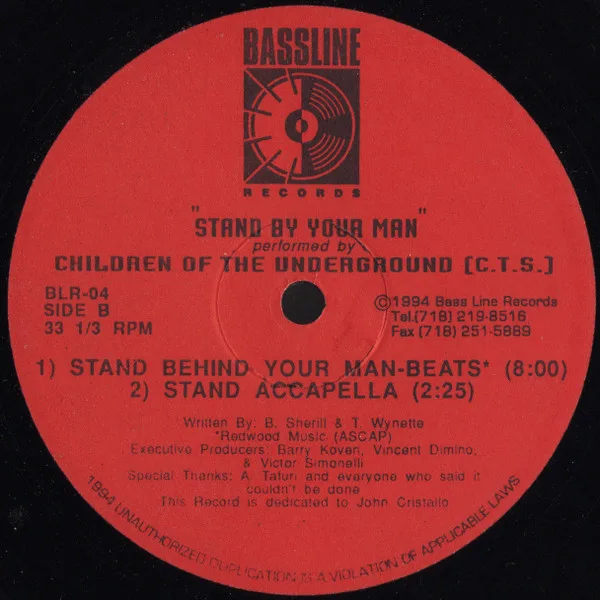 BASSLINE
RECORDS
"STAND BY YOUR MAN"
performed by
CHILDREN OF THE UNDERGROUND [C.T.S.]
BLR-04
SIDE B
33 1/3 RPM
©1994 Bass Line Records
Tel.(718) 219-8516
Fax (718) 251-5889
1) STAND BEHIND YOUR MAN-BEATS* (8:00)
2) STAND ACCAPELLA (2:25)
Written By: B. Sherill & T. Wynette
*Redwood Music (ASCAP)
Executive Producers: Barry Koven, Vincent Dimino,
& Victor Simonelli
Special Thanks: A. Tafuri and everyone who said it
couldn't be done
This Record is dedicated to John Cristallo
1994 UNAUTHORIZED DUPLICATION IS A VIOLATION OF APPLICABLE LAWS